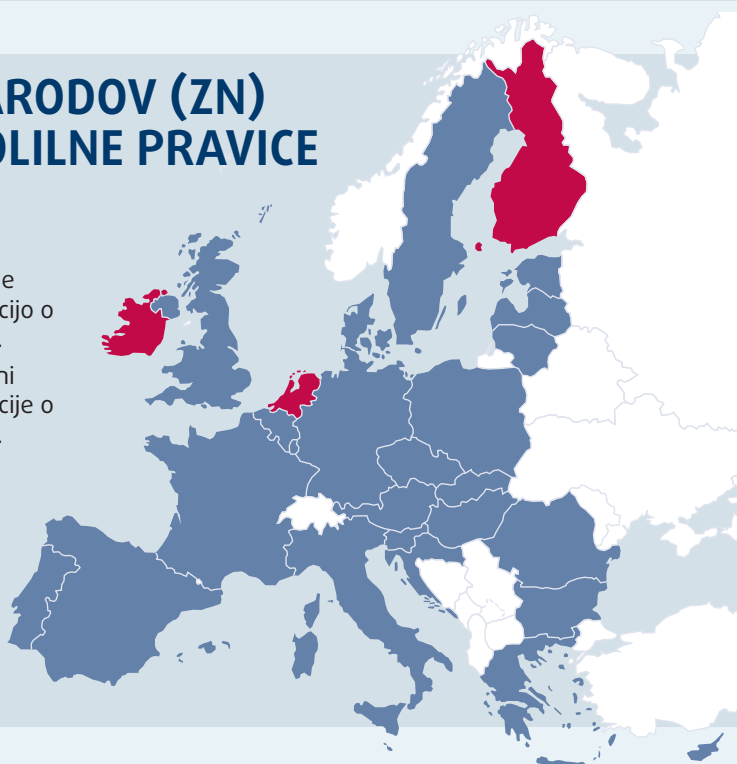 ARODOV (ZN)
OLILNE PRAVICE
e
cijo o
.
ni
cije o
.